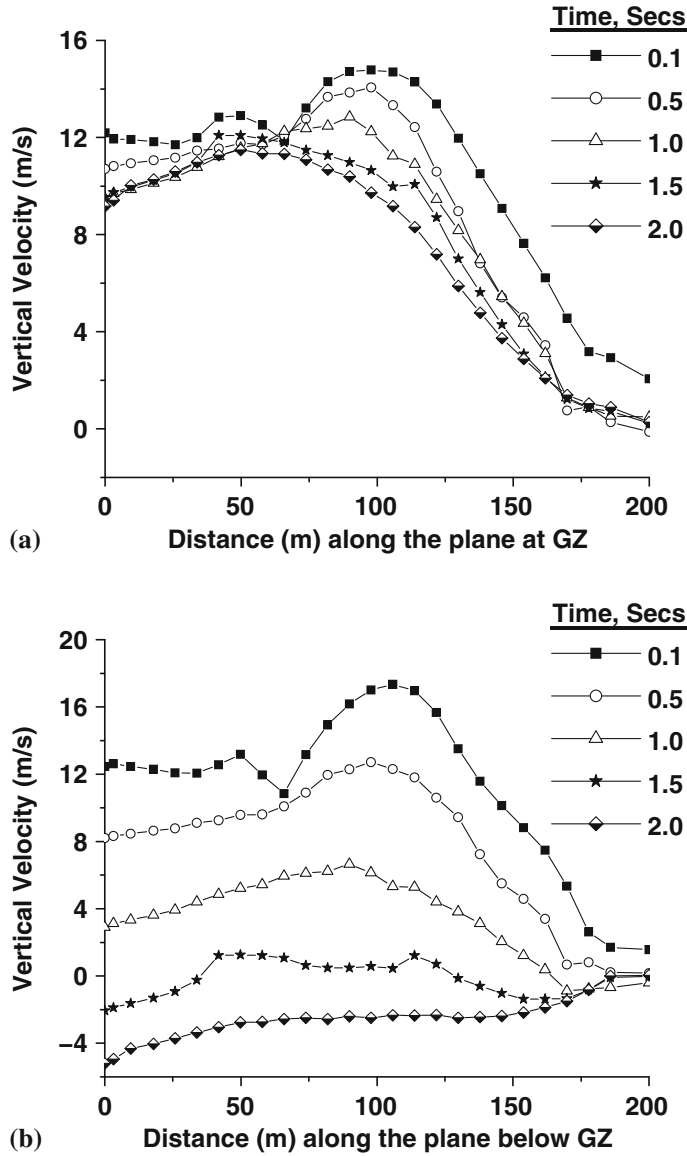 Time, Secs
0.1
0.5
1.0
1.5
2.0
16
12
8
4
0
Vertical Velocity (m/s)
0 50 100 150 200
(a) Distance (m) along the plane at GZ
Time, Secs
0.1
0.5
1.0
1.5
2.0
20
16
12
8
4
0
−4
Vertical Velocity (m/s)
0 50 100 150 200
(b) Distance (m) along the plane below GZ